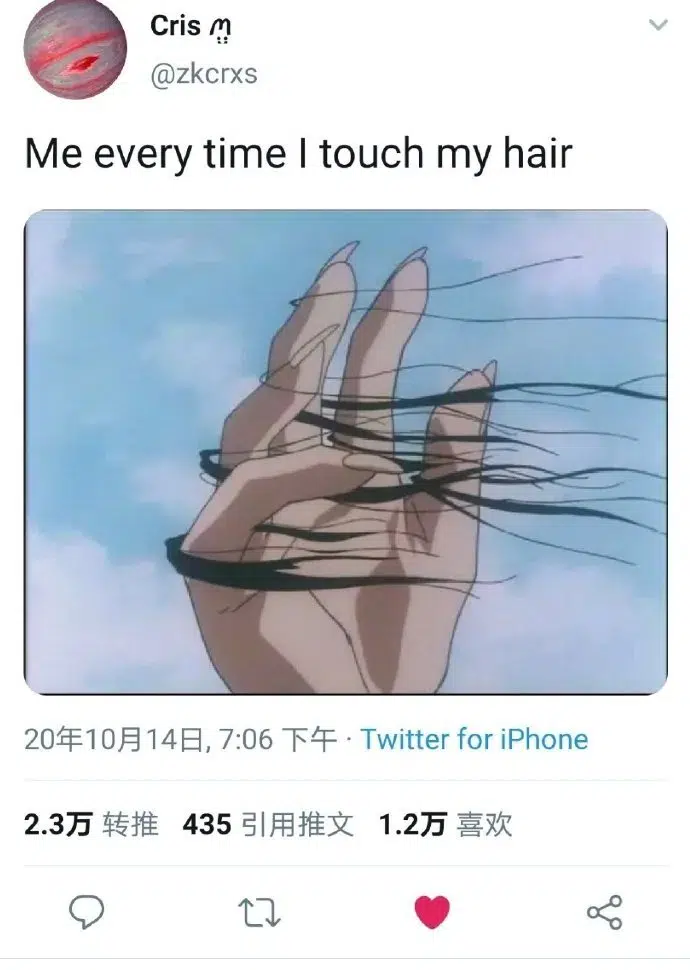 Cris ₘ̤
@zkcrxs
Me every time I touch my hair
20年10月14日, 7:06 下午 · Twitter for iPhone
2.3万 转推 435 引用推文 1.2万 喜欢